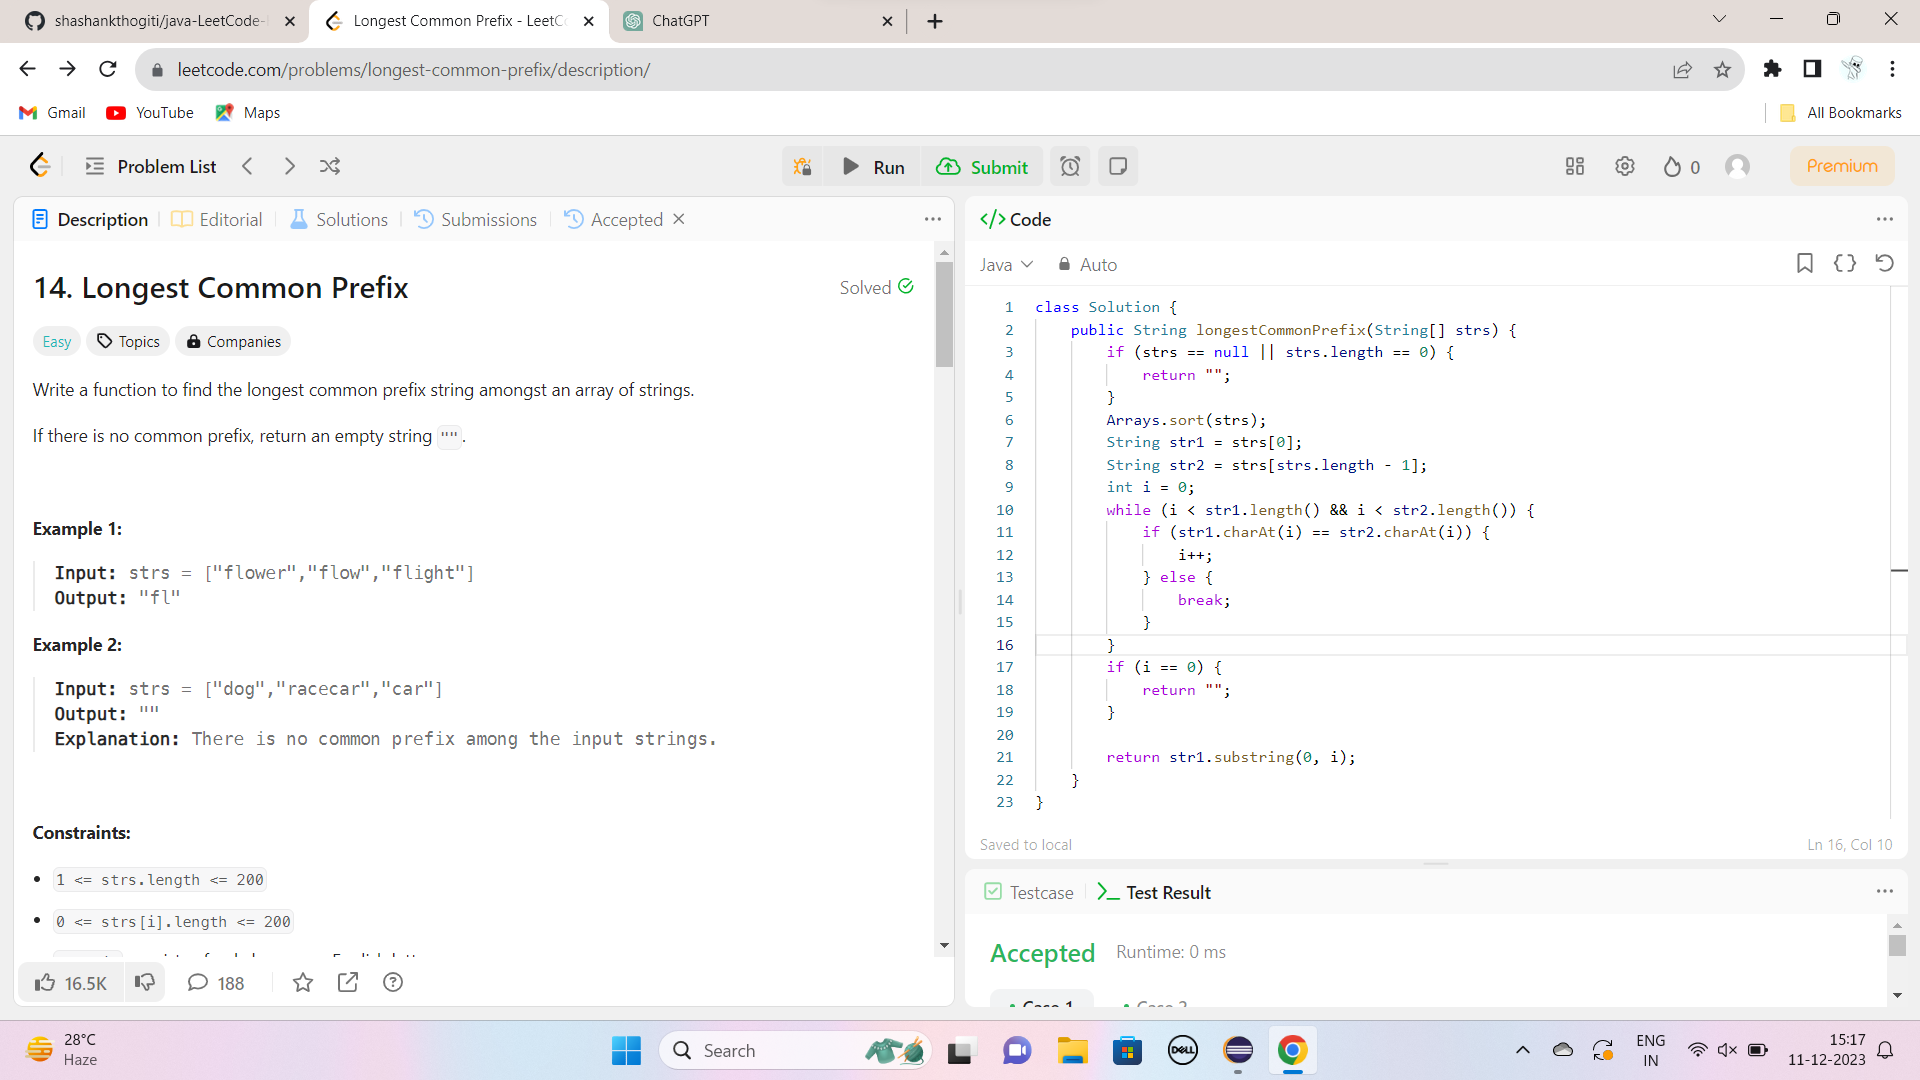 shashankthogiti/java-LeetCode-
Longest Common Prefix - LeetC
ChatGPT
leetcode.com/problems/longest-common-prefix/description/
Gmail
YouTube
Maps
All Bookmarks
Problem List
Run
Submit
0
Premium
Description
Editorial
Solutions
Submissions
Accepted
14. Longest Common Prefix
Solved
Easy
Topics
Companies
Write a function to find the longest common prefix string amongst an array of strings.
If there is no common prefix, return an empty string "".
Example 1:
Input: strs = ["flower","flow","flight"]
Output: "fl"
Example 2:
Input: strs = ["dog","racecar","car"]
Output: ""
Explanation: There is no common prefix among the input strings.
Constraints:
1 <= strs.length <= 200
0 <= strs[i].length <= 200
16.5K
188
</> Code
Java
Auto
1 class Solution {
2 public String longestCommonPrefix(String[] strs) {
3 if (strs == null || strs.length == 0) {
4 return "";
5 }
6 Arrays.sort(strs);
7 String str1 = strs[0];
8 String str2 = strs[strs.length - 1];
9 int i = 0;
10 while (i < str1.length() && i < str2.length()) {
11 if (str1.charAt(i) == str2.charAt(i)) {
12 i++;
13 } else {
14 break;
15 }
16 }
17 if (i == 0) {
18 return "";
19 }
20
21 return str1.substring(0, i);
22 }
23 }
Saved to local
Ln 16, Col 10
Testcase
Test Result
Accepted
Runtime: 0 ms
Case 1
Case 2
28°C
Haze
Search
DELL
ENG
IN
15:17
11-12-2023